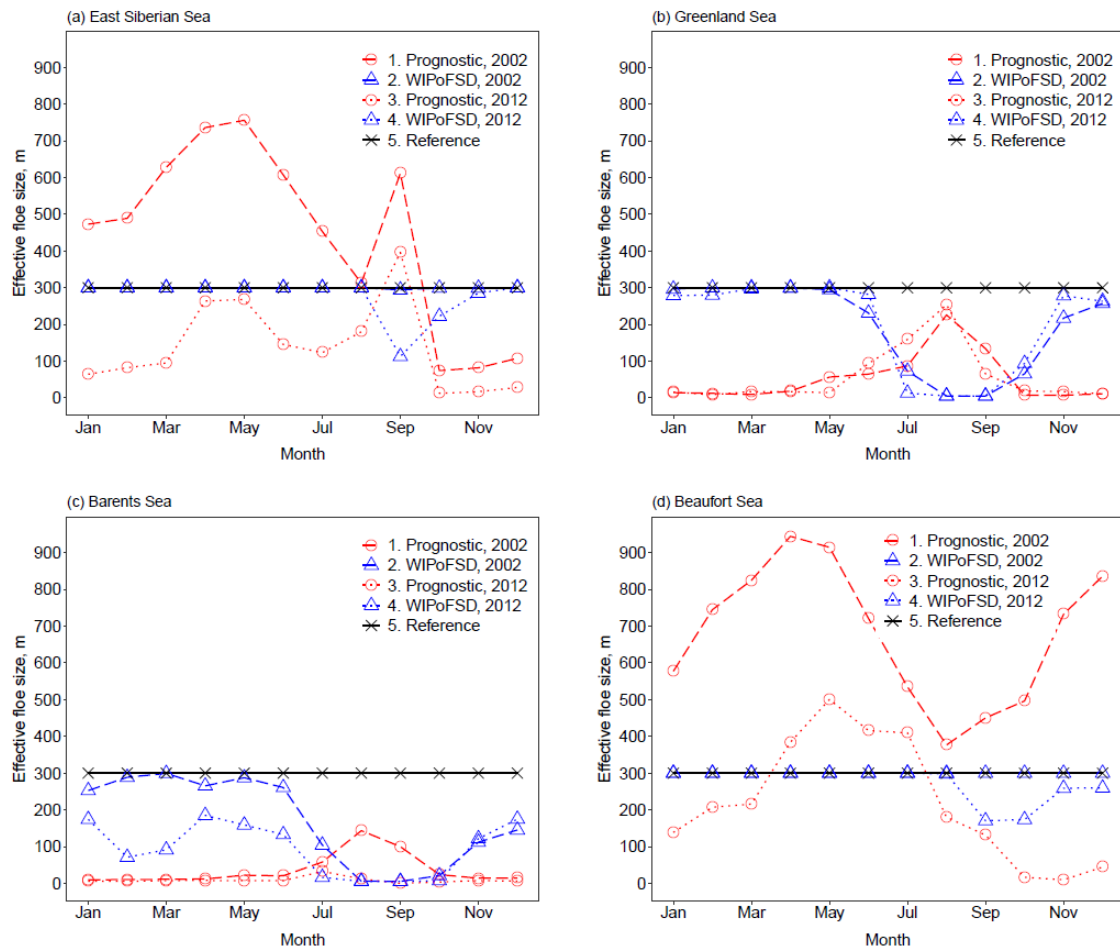 (a) East Siberian Sea
1. Prognostic, 2002
2. WIPoFSD, 2002
3. Prognostic, 2012
4. WIPoFSD, 2012
5. Reference
Effective floe size, m
900
800
700
600
500
400
300
200
100
0
Jan Mar May Jul Sep Nov
Month
(b) Greenland Sea
1. Prognostic, 2002
2. WIPoFSD, 2002
3. Prognostic, 2012
4. WIPoFSD, 2012
5. Reference
Effective floe size, m
900
800
700
600
500
400
300
200
100
0
Jan Mar May Jul Sep Nov
Month
(c) Barents Sea
1. Prognostic, 2002
2. WIPoFSD, 2002
3. Prognostic, 2012
4. WIPoFSD, 2012
5. Reference
Effective floe size, m
900
800
700
600
500
400
300
200
100
0
Jan Mar May Jul Sep Nov
Month
(d) Beaufort Sea
1. Prognostic, 2002
2. WIPoFSD, 2002
3. Prognostic, 2012
4. WIPoFSD, 2012
5. Reference
Effective floe size, m
900
800
700
600
500
400
300
200
100
0
Jan Mar May Jul Sep Nov
Month